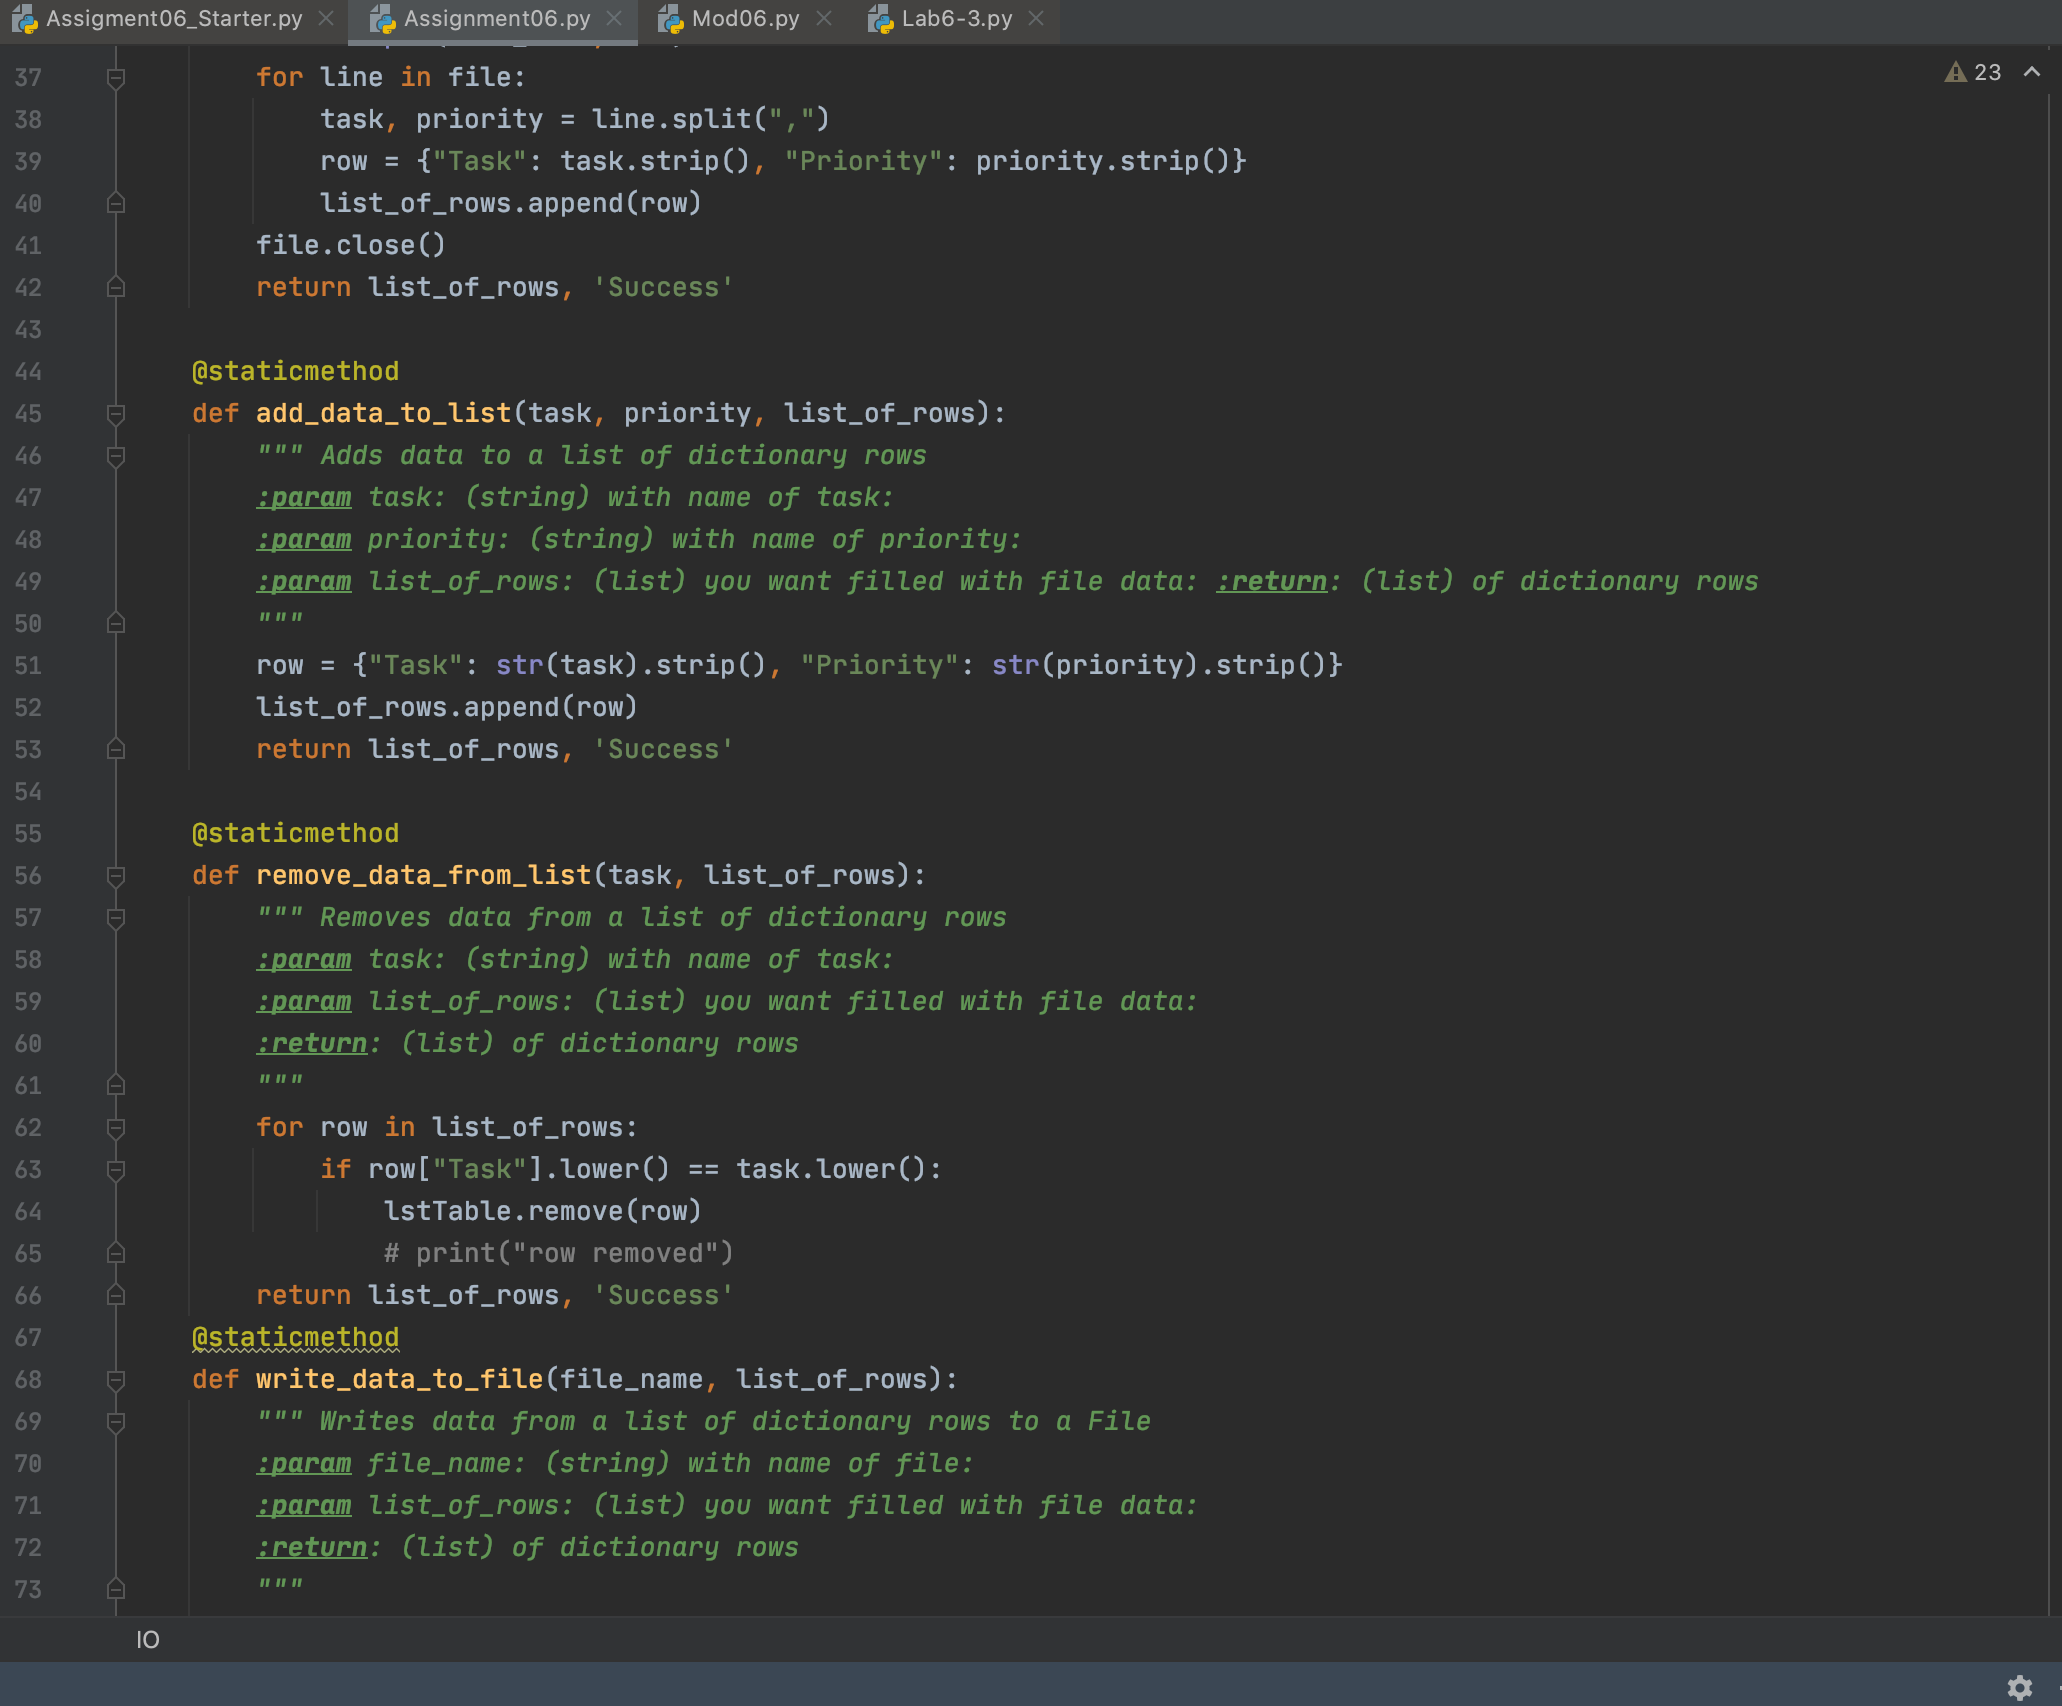 Assigment06_Starter.py Assignment06.py Mod06.py Lab6-3.py
37 for line in file: 23
38 task, priority = line.split(",")
39 row = {"Task": task.strip(), "Priority": priority.strip()}
40 list_of_rows.append(row)
41 file.close()
42 return list_of_rows, 'Success'
43
44 @staticmethod
45 def add_data_to_list(task, priority, list_of_rows):
46 """ Adds data to a list of dictionary rows
47 :param task: (string) with name of task:
48 :param priority: (string) with name of priority:
49 :param list_of_rows: (list) you want filled with file data: :return: (list) of dictionary rows
50 """
51 row = {"Task": str(task).strip(), "Priority": str(priority).strip()}
52 list_of_rows.append(row)
53 return list_of_rows, 'Success'
54
55 @staticmethod
56 def remove_data_from_list(task, list_of_rows):
57 """ Removes data from a list of dictionary rows
58 :param task: (string) with name of task:
59 :param list_of_rows: (list) you want filled with file data:
60 :return: (list) of dictionary rows
61 """
62 for row in list_of_rows:
63 if row["Task"].lower() == task.lower():
64 lstTable.remove(row)
65 # print("row removed")
66 return list_of_rows, 'Success'
67 @staticmethod
68 def write_data_to_file(file_name, list_of_rows):
69 """ Writes data from a list of dictionary rows to a File
70 :param file_name: (string) with name of file:
71 :param list_of_rows: (list) you want filled with file data:
72 :return: (list) of dictionary rows
73 """
IO